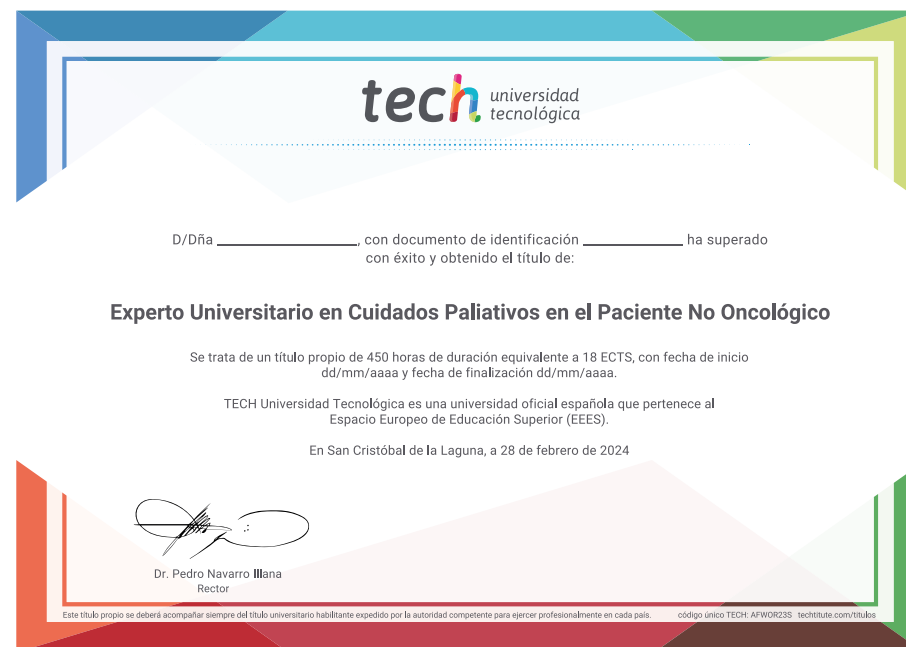 tech universidad
tecnológica
D/Dña ________________, con documento de identificación ____________ ha superado
con éxito y obtenido el título de:
Experto Universitario en Cuidados Paliativos en el Paciente No Oncológico
Se trata de un título propio de 450 horas de duración equivalente a 18 ECTS, con fecha de inicio
dd/mm/aaaa y fecha de finalización dd/mm/aaaa.
TECH Universidad Tecnológica es una universidad oficial española que pertenece al
Espacio Europeo de Educación Superior (EEES).
En San Cristóbal de la Laguna, a 28 de febrero de 2024
Dr. Pedro Navarro Illana
Rector
Este título propio se deberá acompañar siempre del título universitario habilitante expedido por la autoridad competente para ejercer profesionalmente en cada país. código único TECH: AFWOR23S techtitute.com/titulos